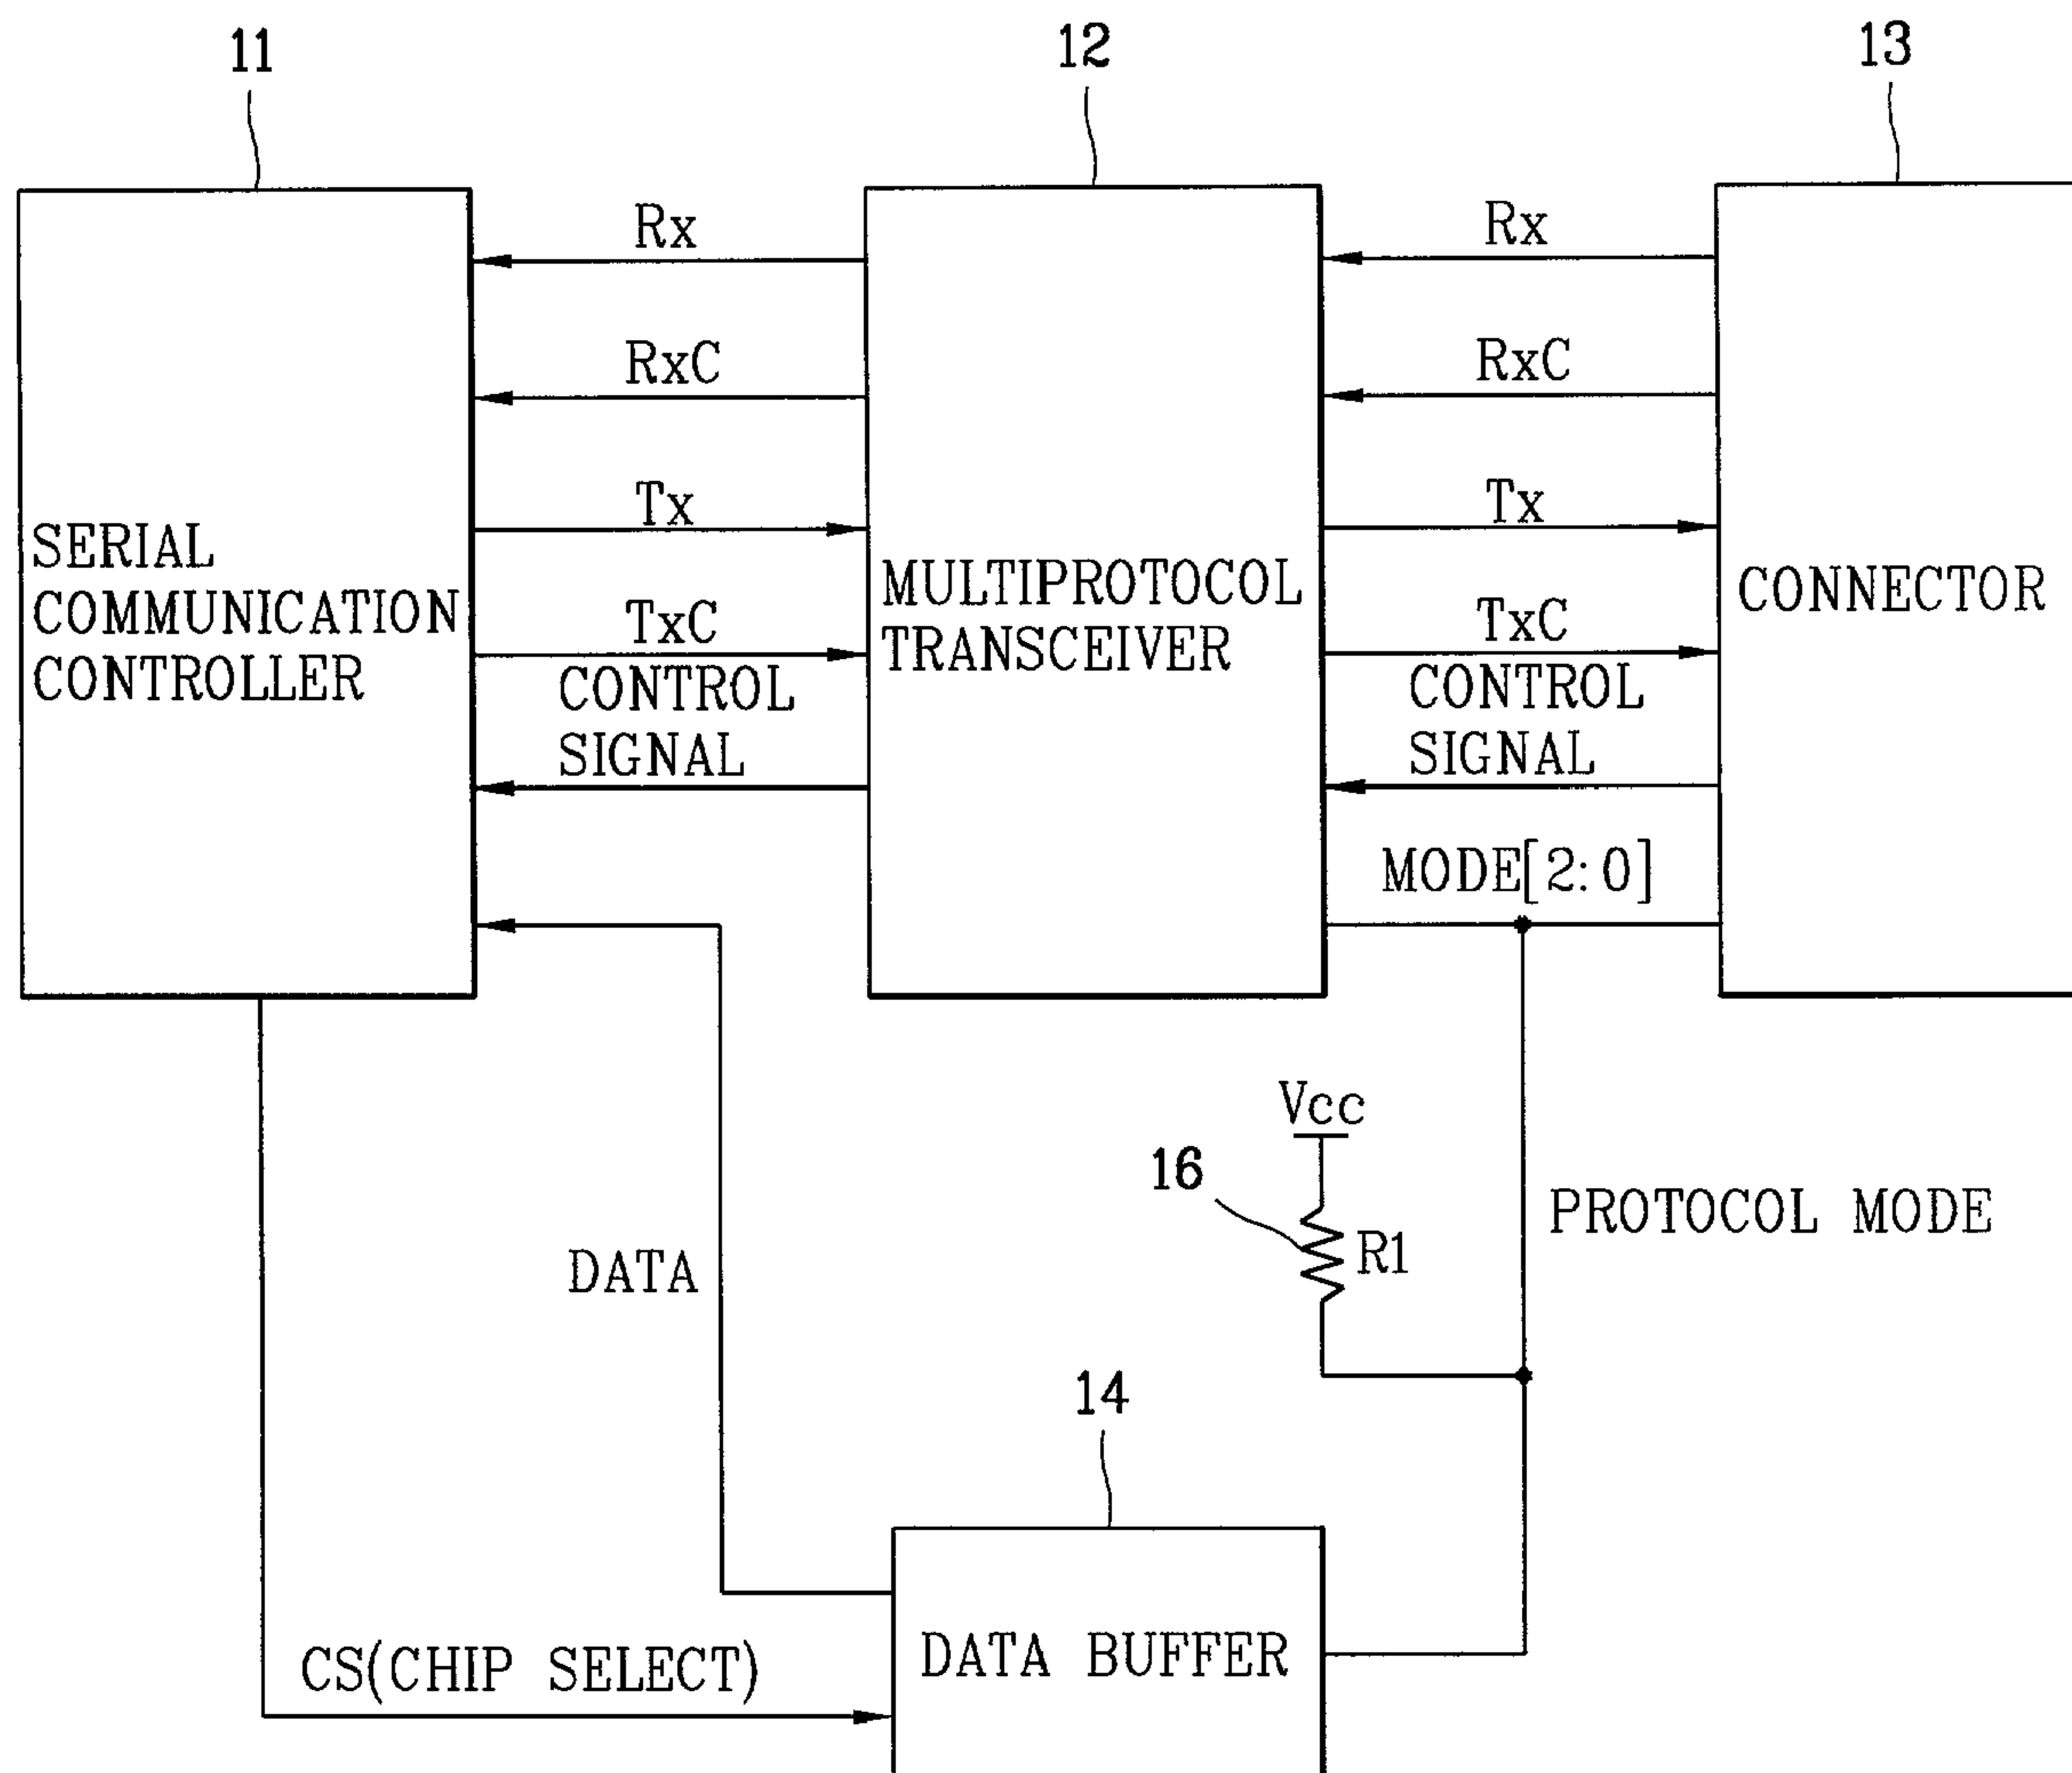 11
12
13
Rx
Rx
RxC
RxC
Tx
Tx
SERIAL
COMMUNICATION
CONTROLLER
MULTIPROTOCOL
TRANSCEIVER
CONNECTOR
TxC
TxC
CONTROL
SIGNAL
CONTROL
SIGNAL
MODE[2:0]
Vcc
16
R1
PROTOCOL MODE
DATA
14
DATA BUFFER
CS(CHIP SELECT)